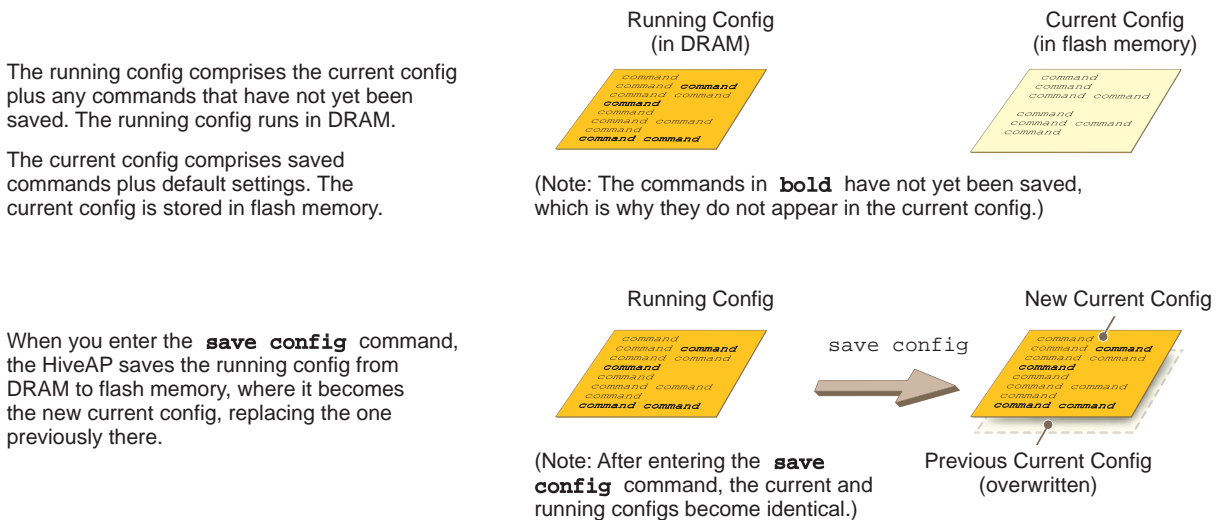 Running Config
(in DRAM)
Current Config
(in flash memory)
The running config comprises the current config
plus any commands that have not yet been
saved. The running config runs in DRAM.
The current config comprises saved
commands plus default settings. The
current config is stored in flash memory.
command
command command
command command
command
command
command command
command
command command
command
command
command command
command
command command
command
(Note: The commands in bold have not yet been saved,
which is why they do not appear in the current config.)
When you enter the save config command,
the HiveAP saves the running config from
DRAM to flash memory, where it becomes
the new current config, replacing the one
previously there.
Running Config
command
command command
command command
command
command
command command
command
command command
save config
New Current Config
command
command command
command command
command
command
command command
command
command command
(Note: After entering the save
config command, the current and
running configs become identical.)
Previous Current Config
(overwritten)